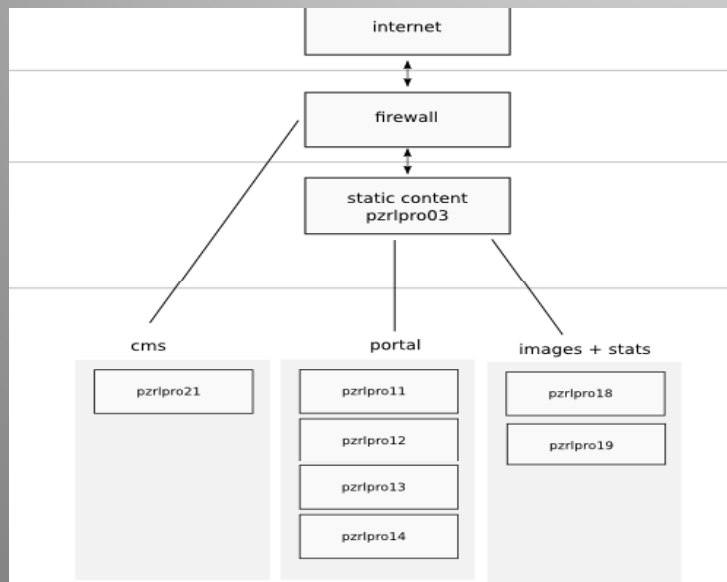 internet
firewall
static content
pzrlpro03
cms
portal
images + stats
pzrlpro21
pzrlpro11
pzrlpro12
pzrlpro13
pzrlpro14
pzrlpro18
pzrlpro19